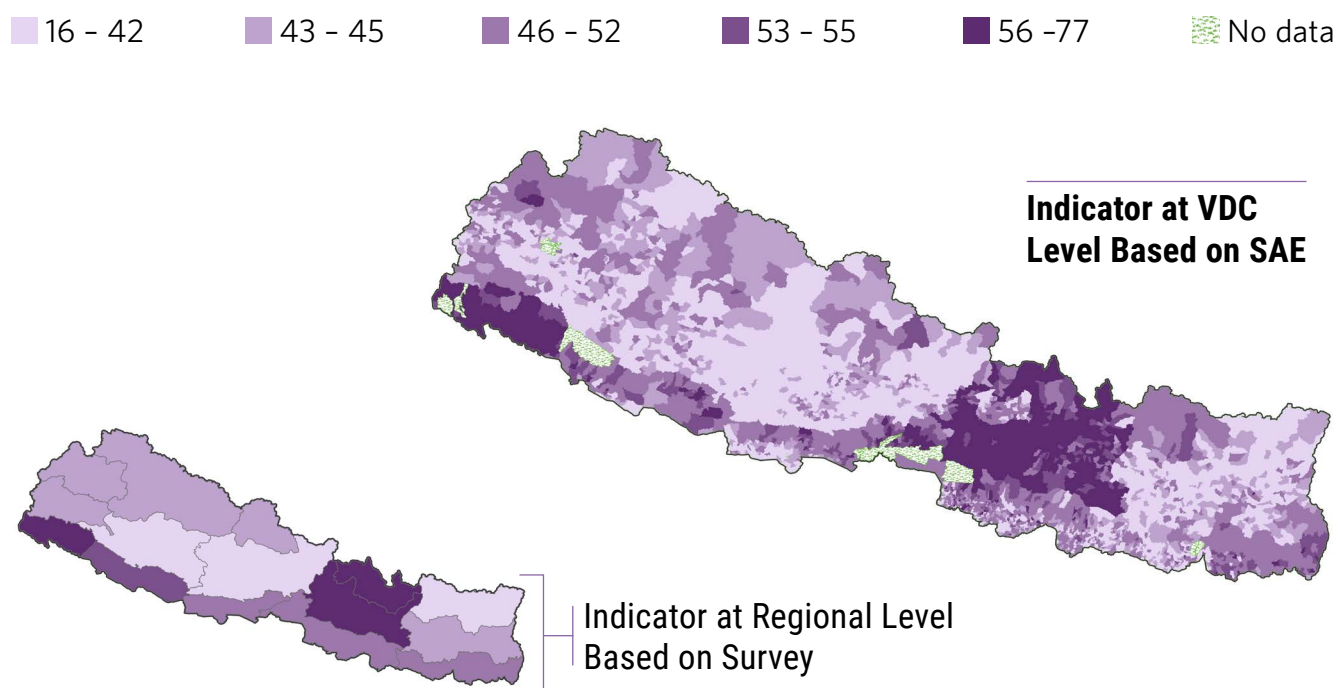 16 – 42 43 – 45 46 – 52 53 – 55 56 –77 No data
Indicator at VDC
Level Based on SAE
Indicator at Regional Level
Based on Survey